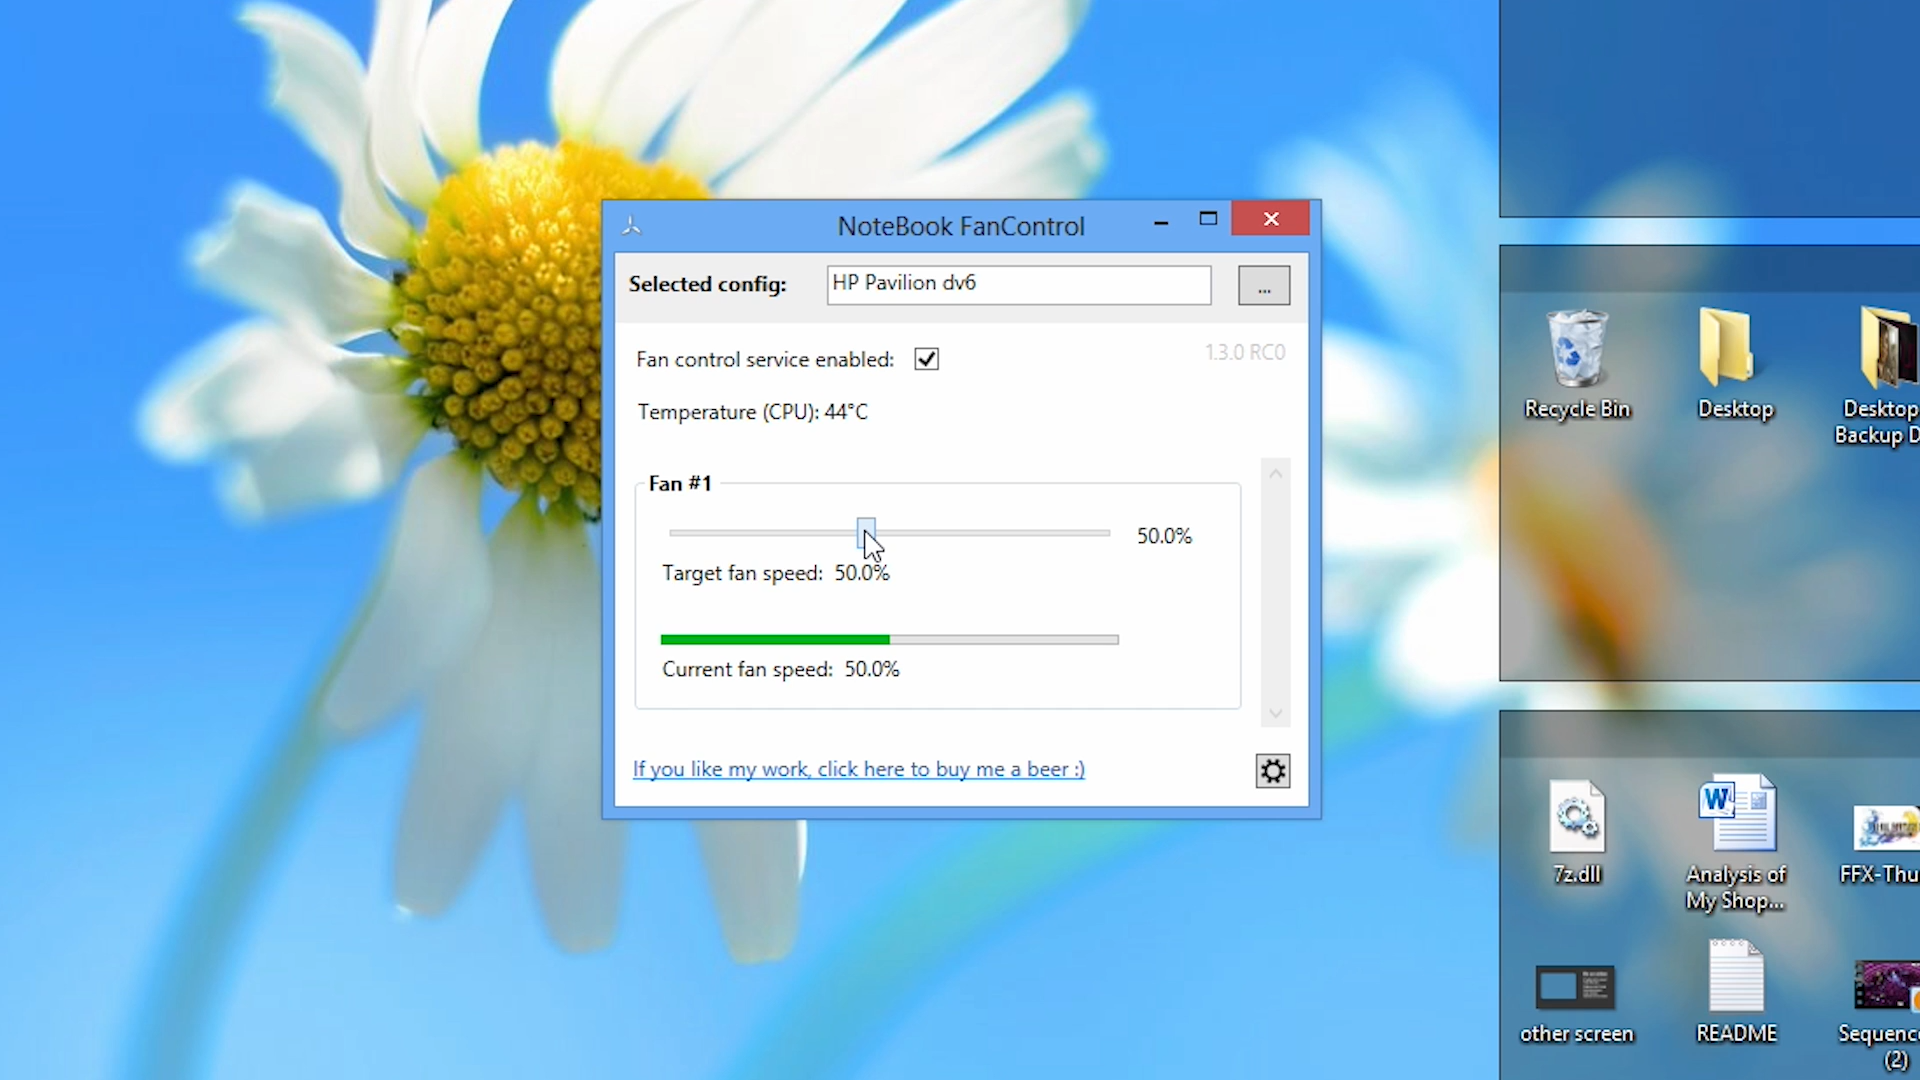 NoteBook FanControl
Selected config:
HP Pavilion dv6
...
Fan control service enabled:
1.3.0 RC0
Temperature (CPU): 44°C
Fan #1
50.0%
Target fan speed: 50.0%
Current fan speed: 50.0%
If you like my work, click here to buy me a beer :)
Recycle Bin
Desktop
Desktop
Backup D
7z.dll
Analysis of
My Shop...
FFX-Thu
other screen
README
Sequence
(2)